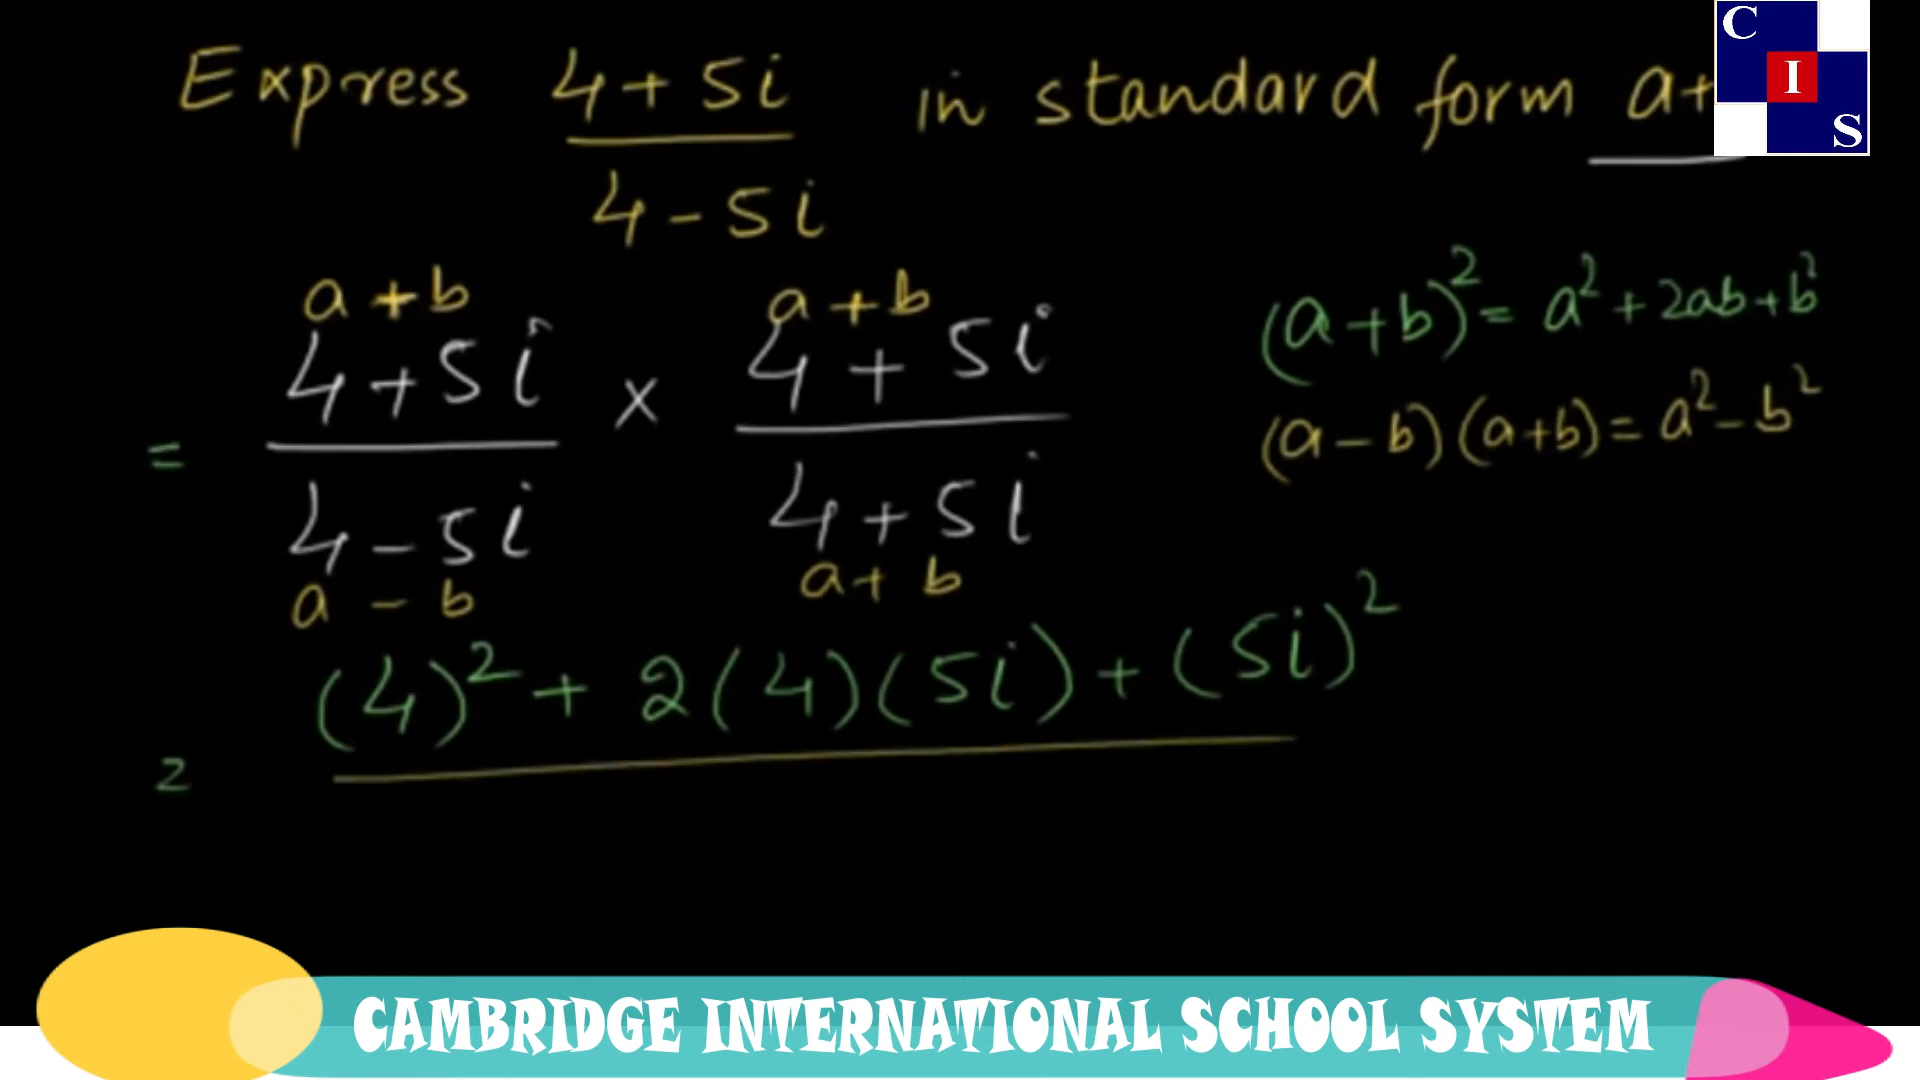 Express 4+5i in standard form a+
4-5i
C
I
S
a+b a+b
= 4+5i × 4+5i
4-5i 4+5i
a-b a+b
(a+b)² = a²+2ab+b²
(a-b)(a+b) = a²-b²
= (4)²+2(4)(5i)+(5i)²
CAMBRIDGE INTERNATIONAL SCHOOL SYSTEM